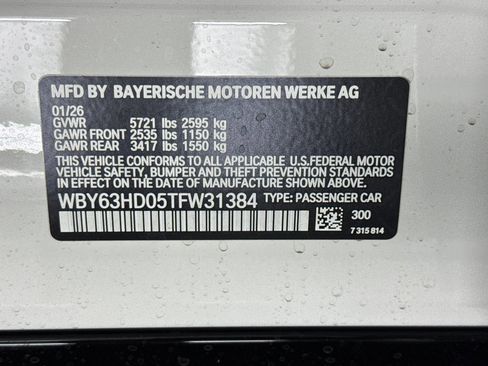 MFD BY BAYERISCHE MOTOREN WERKE AG
01/26
GVWR 5721 lbs 2595 kg
GAWR FRONT 2535 lbs 1150 kg
GAWR REAR 3417 lbs 1550 kg
THIS VEHICLE CONFORMS TO ALL APPLICABLE U.S.FEDERAL MOTOR
VEHICLE SAFETY, BUMPER AND THEFT PREVENTION STANDARDS
IN EFFECT ON THE DATE OF MANUFACTURE SHOWN ABOVE.
WBY63HD05TFW31384 TYPE: PASSENGER CAR
300
7 315 814